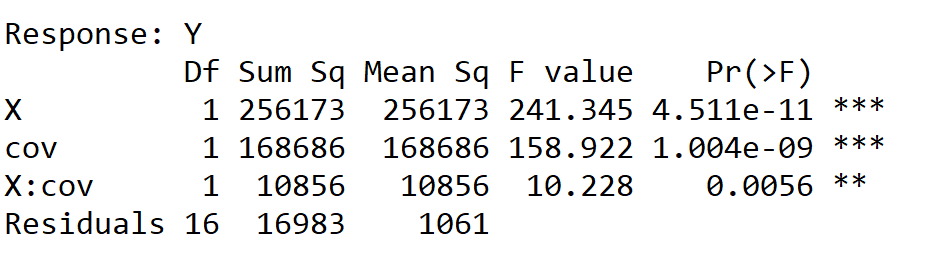 Response: Y
Df Sum Sq Mean Sq F value Pr(>F)
X 1 256173 256173 241.345 4.511e-11 ***
cov 1 168686 168686 158.922 1.004e-09 ***
X:cov 1 10856 10856 10.228 0.0056 **
Residuals 16 16983 1061